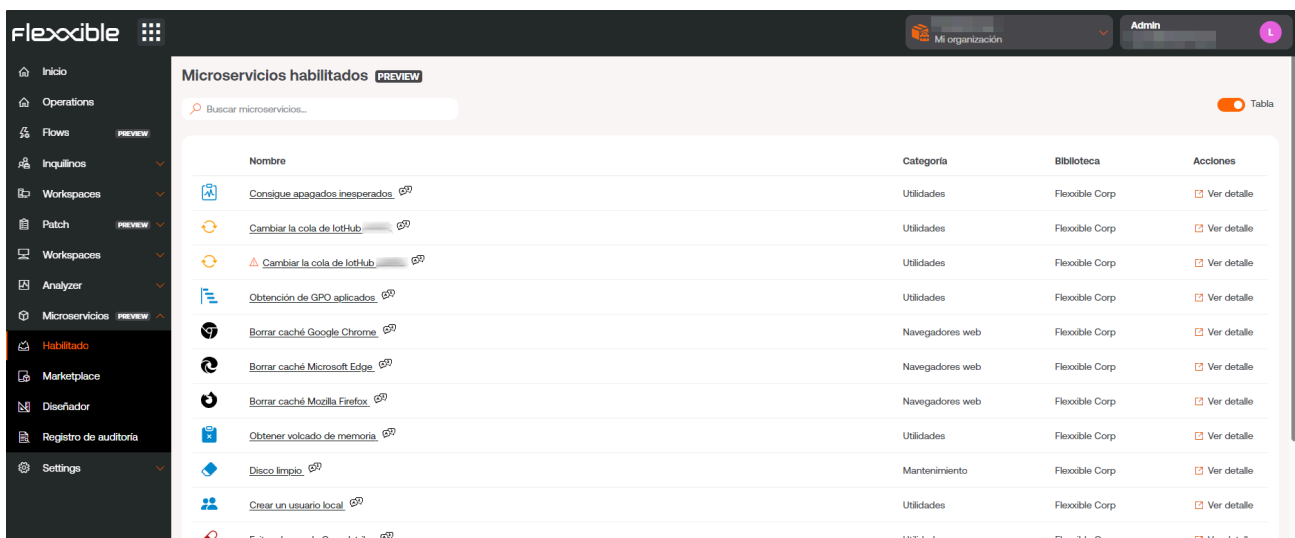 Flexxible
Mi organización
Admin
L
Inicio
Operations
Flows PREVIEW
Inquilinos
Workspaces
Patch PREVIEW
Workspaces
Analyzer
Microservicios PREVIEW
Habilitado
Marketplace
Diseñador
Registro de auditoría
Settings
Microservicios habilitados PREVIEW
Buscar microservicios...
Tabla
Nombre Categoría Biblioteca Acciones
Consigue apagados inesperados Utilidades Flexxible Corp Ver detalle
Cambiar la cola de IotHub Utilidades Flexxible Corp Ver detalle
Cambiar la cola de IotHub Utilidades Flexxible Corp Ver detalle
Obtención de GPO aplicados Utilidades Flexxible Corp Ver detalle
Borrar caché Google Chrome Navegadores web Flexxible Corp Ver detalle
Borrar caché Microsoft Edge Navegadores web Flexxible Corp Ver detalle
Borrar caché Mozilla Firefox Navegadores web Flexxible Corp Ver detalle
Obtener volcado de memoria Utilidades Flexxible Corp Ver detalle
Disco limpio Mantenimiento Flexxible Corp Ver detalle
Crear un usuario local Utilidades Flexxible Corp Ver detalle